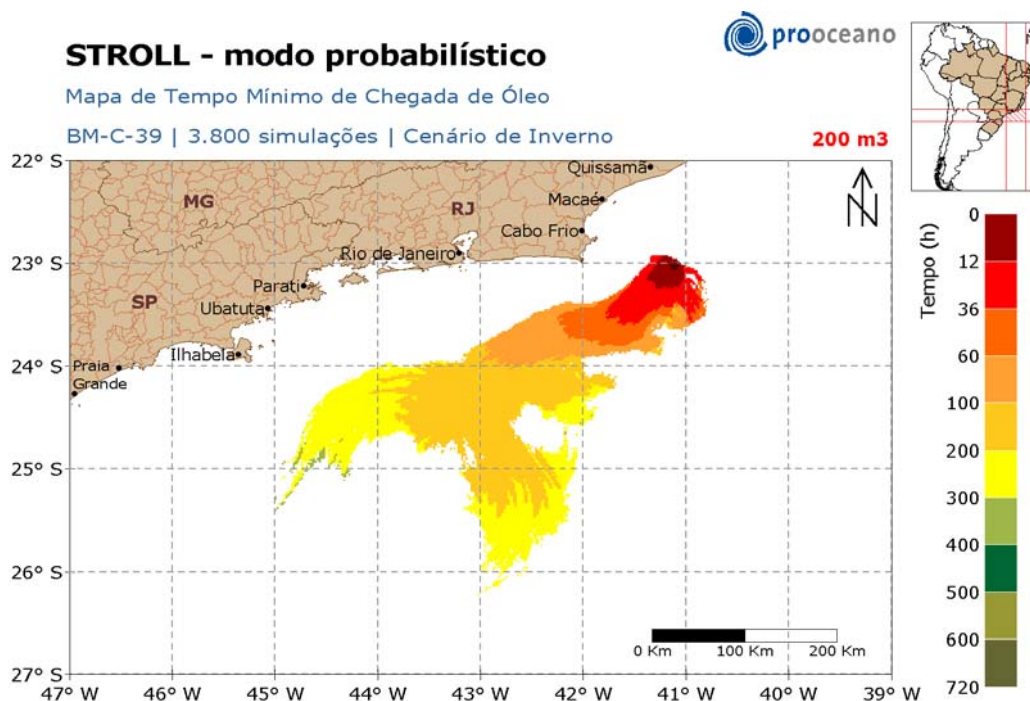 prooceano
STROLL - modo probabilístico
Mapa de Tempo Mínimo de Chegada de Óleo
BM-C-39 | 3.800 simulações | Cenário de Inverno
200 m3
22° S
23° S
24° S
25° S
26° S
27° S
47 W
46 W
45 W
44 W
43 W
42 W
41 W
40 W
39 W
MG
RJ
SP
Quissamã
Macaé
Cabo Frio
Rio de Janeiro
Parati
Ubatuta
Ilhabela
Praia
Grande
N
0 Km
100 Km
200 Km
Tempo (h)
0
12
36
60
100
200
300
400
500
600
720